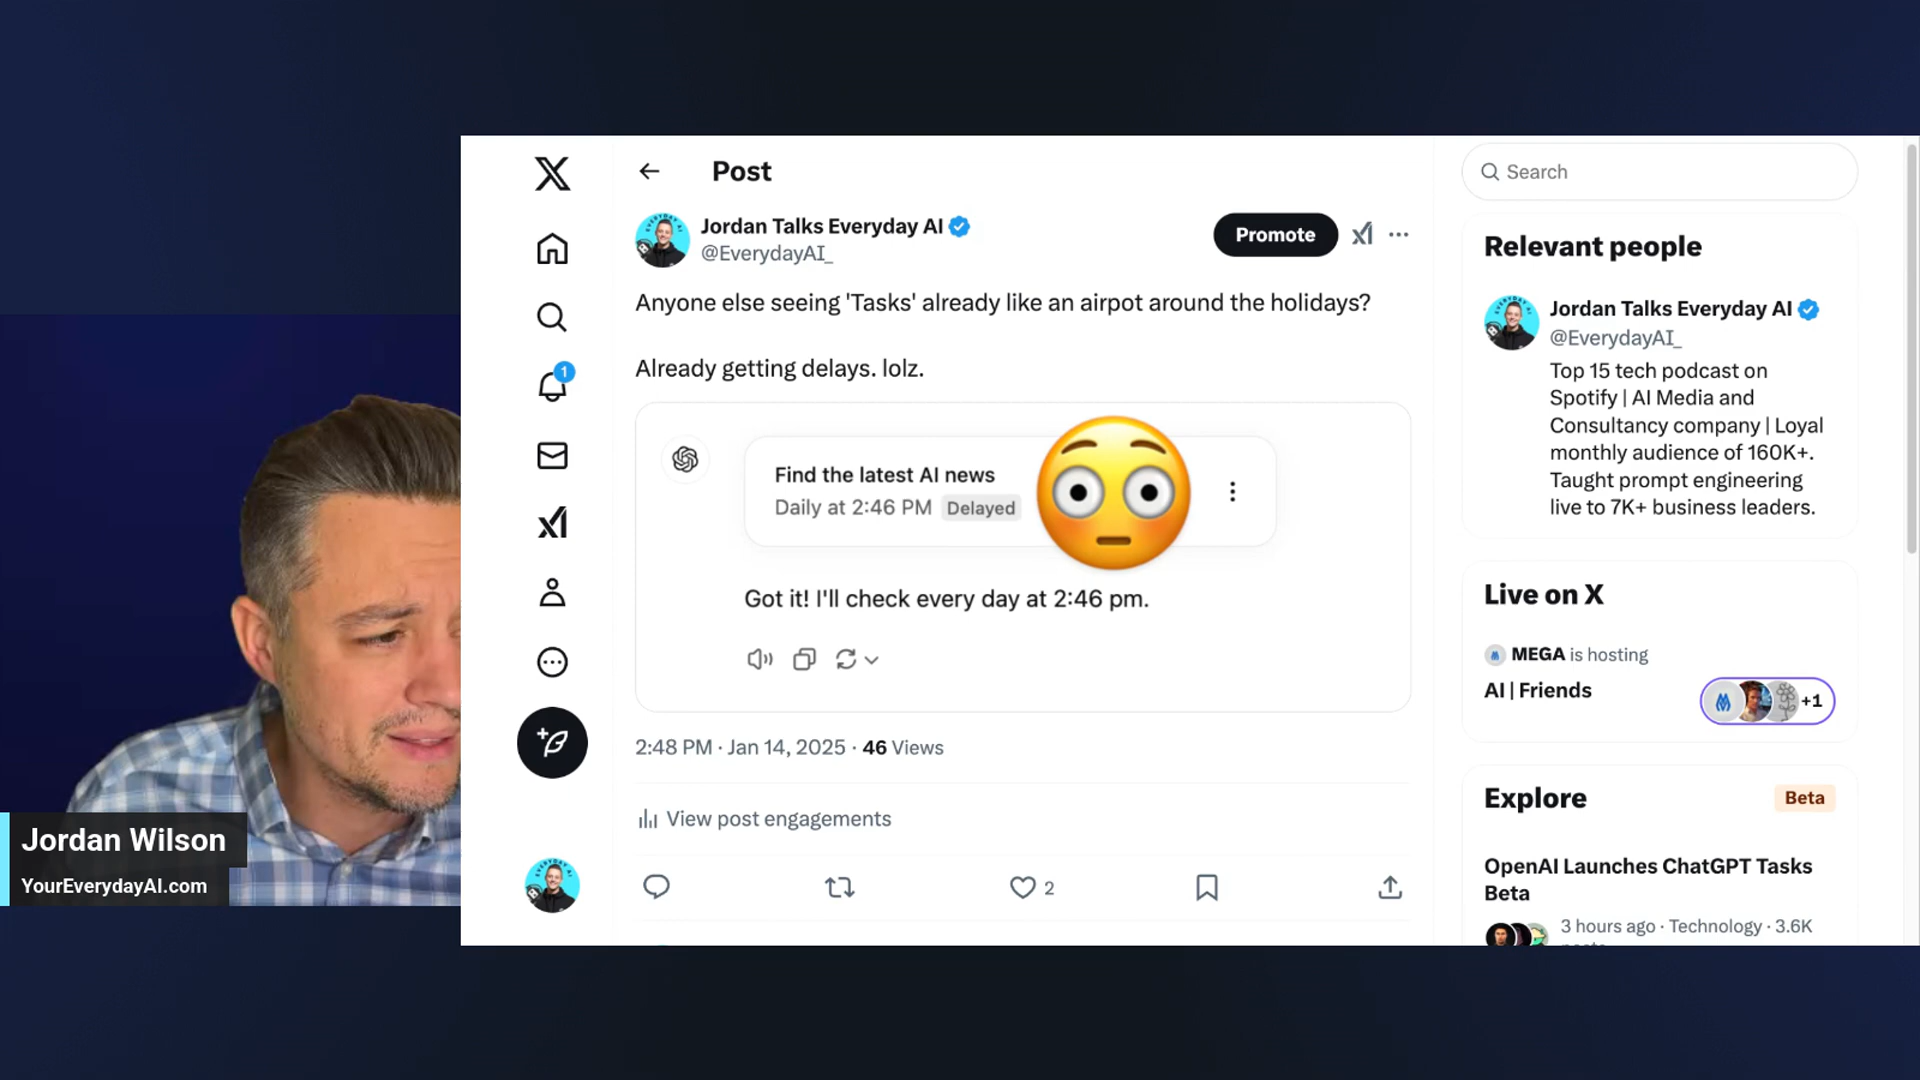 Post
Jordan Talks Everyday AI
@EverydayAI_
Promote
Anyone else seeing 'Tasks' already like an airpot around the holidays?
Already getting delays. lolz.
Find the latest AI news
Daily at 2:46 PM Delayed
Got it! I'll check every day at 2:46 pm.
2:48 PM · Jan 14, 2025 · 46 Views
View post engagements
2
1
Search
Relevant people
Jordan Talks Everyday AI
@EverydayAI_
Top 15 tech podcast on
Spotify | AI Media and
Consultancy company | Loyal
monthly audience of 160K+.
Taught prompt engineering
live to 7K+ business leaders.
Live on X
MEGA is hosting
AI | Friends
+1
Explore
Beta
OpenAI Launches ChatGPT Tasks
Beta
3 hours ago · Technology · 3.6K
Jordan Wilson
YourEverydayAI.com